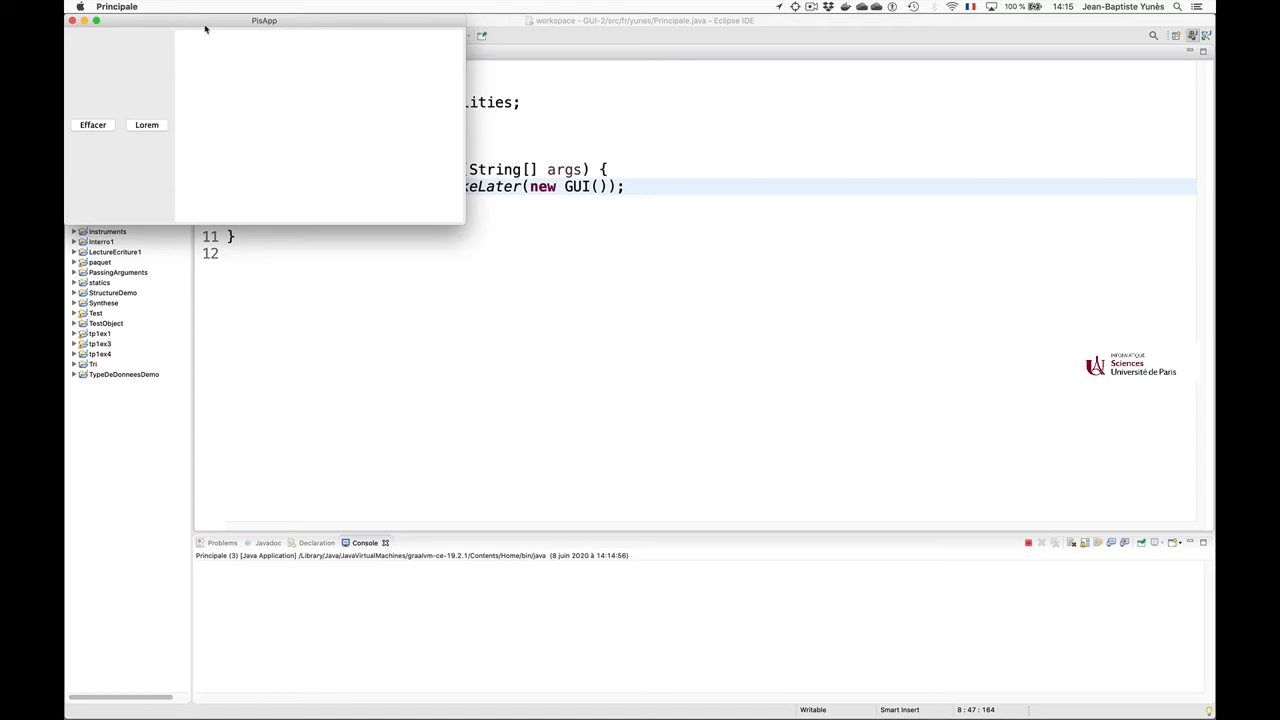 Principale
100 %
14:15
Jean-Baptiste Yunès
PisApp
workspace - GUI-2/src/fr/yunes/Principale.java - Eclipse IDE
Effacer
Lorem
lities;
(String[] args) {
keLater(new GUI());
11 }
12
Instruments
Interro1
LectureEcriture1
paquet
PassingArguments
statics
StructureDemo
Synthese
Test
TestObject
tp1ex1
tp1ex3
tp1ex4
Tri
TypeDeDonneesDemo
INFORMATIQUE
Sciences
Université de Paris
Problems
Javadoc
Declaration
Console
Principale (3) [Java Application] /Library/Java/JavaVirtualMachines/graalvm-ce-19.2.1/Contents/Home/bin/java (8 juin 2020 à 14:14:56)
Writable
Smart Insert
8 : 47 : 164